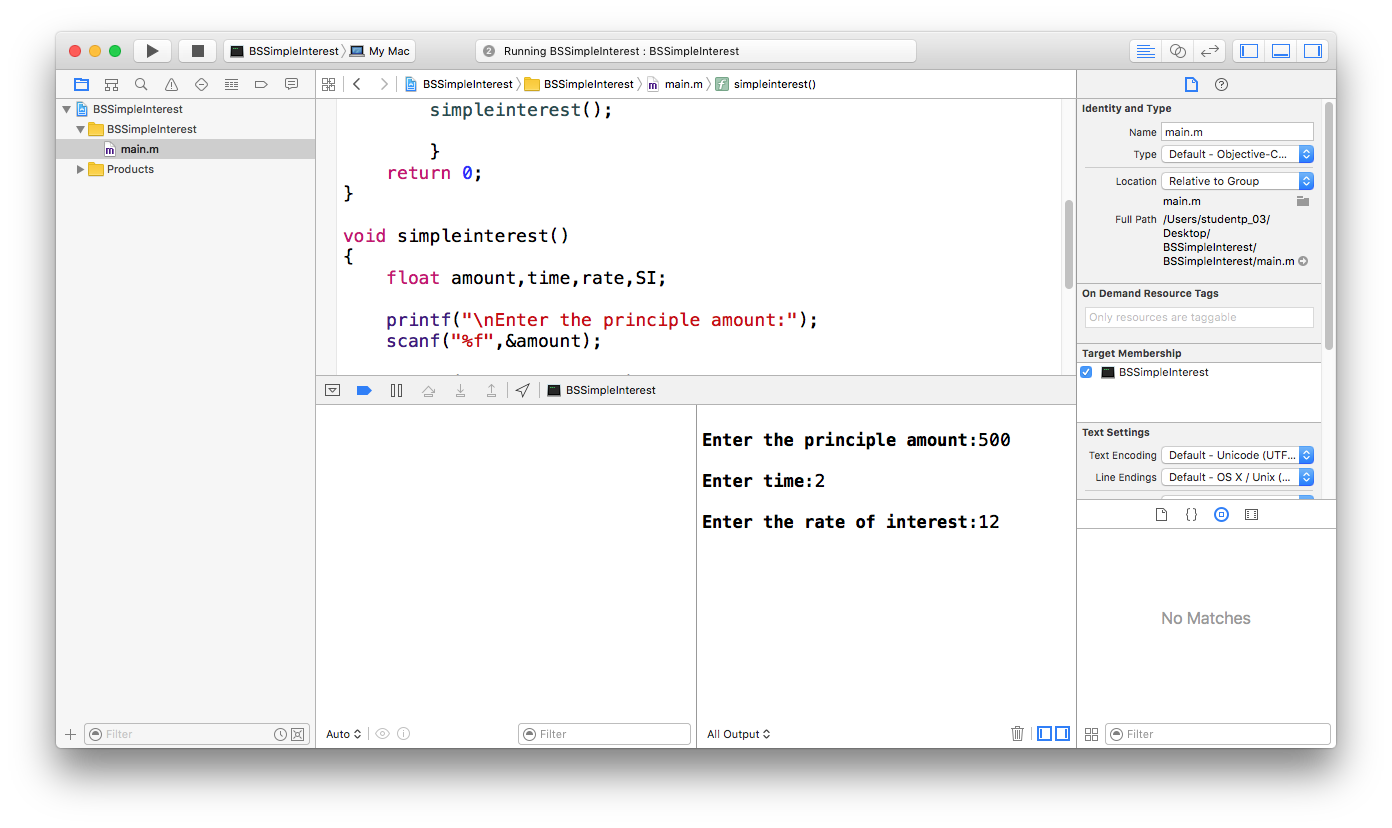 BSSimpleInterest
My Mac
2
Running BSSimpleInterest : BSSimpleInterest
BSSimpleInterest
BSSimpleInterest
m main.m
Products
Filter
BSSimpleInterest
BSSimpleInterest
m main.m
f simpleinterest()
simpleinterest();
}
return 0;
}
void simpleinterest()
{
float amount,time,rate,SI;
printf("\nEnter the principle amount:");
scanf("%f",&amount);
BSSimpleInterest
Auto
Filter
Enter the principle amount:500
Enter time:2
Enter the rate of interest:12
All Output
Identity and Type
Name main.m
Type Default - Objective-C...
Location Relative to Group
main.m
Full Path /Users/studentp_03/
Desktop/
BSSimpleInterest/
BSSimpleInterest/main.m
On Demand Resource Tags
Only resources are taggable
Target Membership
BSSimpleInterest
Text Settings
Text Encoding Default - Unicode (UTF...
Line Endings Default - OS X / Unix (...
{}
No Matches
Filter